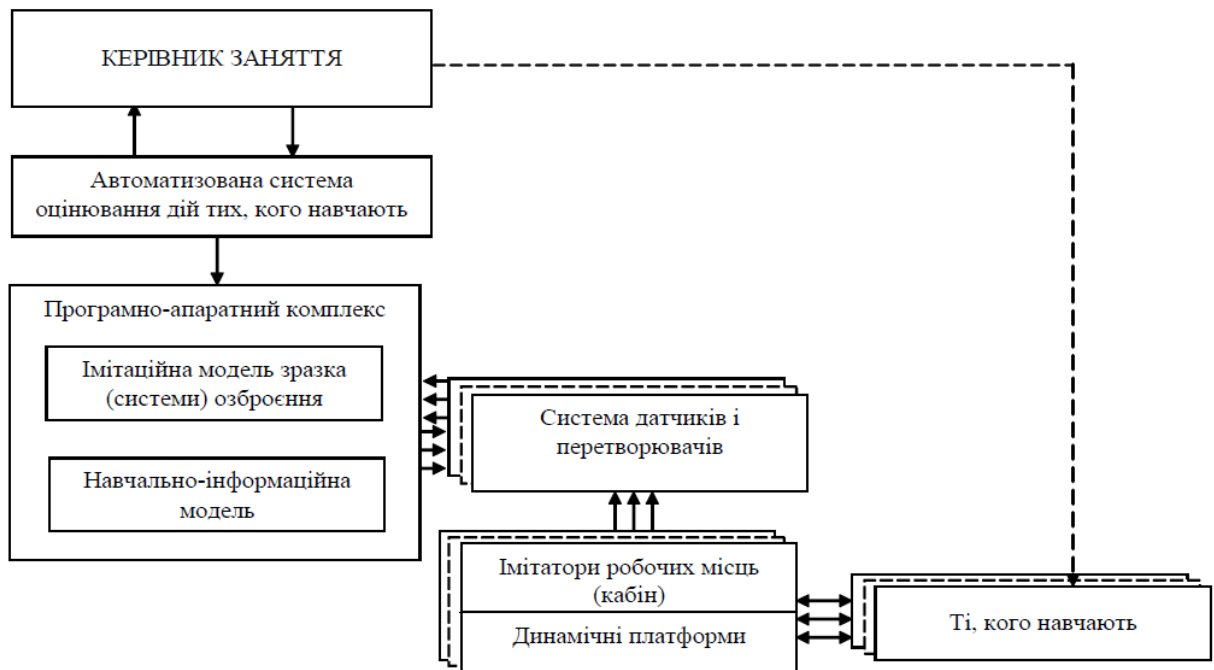 КЕРІВНИК ЗАНЯТТЯ
Автоматизована система
оцінювання дій тих, кого навчають
Програмно-апаратний комплекс
Імітаційна модель зразка
(системи) озброєння
Навчально-інформаційна
модель
Система датчиків і
перетворювачів
Імітатори робочих місць
(кабін)
Динамічні платформи
Ті, кого навчають